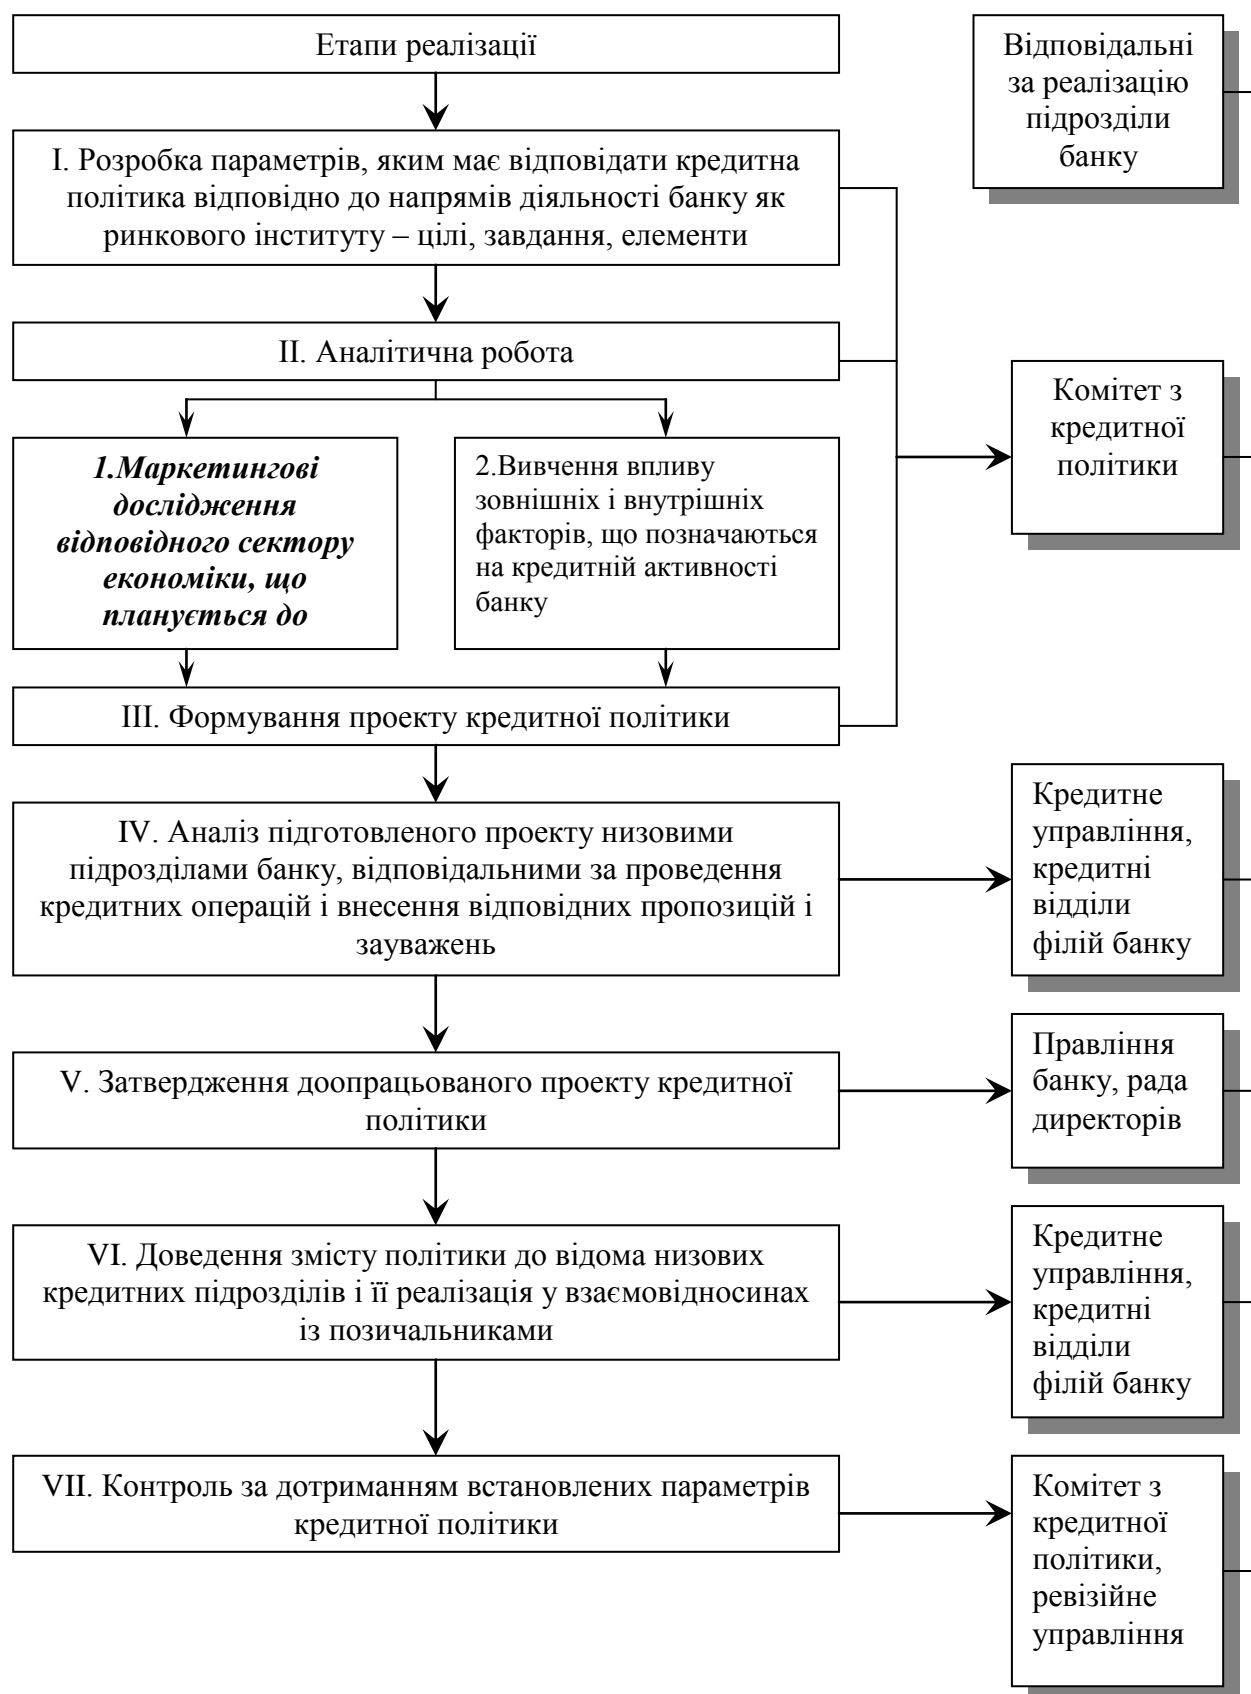 Етапи реалізації
Відповідальні
за реалізацію
підрозділи
банку
I. Розробка параметрів, яким має відповідати кредитна
політика відповідно до напрямів діяльності банку як
ринкового інституту – цілі, завдання, елементи
II. Аналітична робота
Комітет з
кредитної
політики
1.Маркетингові
дослідження
відповідного сектору
економіки, що
планується до
2.Вивчення впливу
зовнішніх і внутрішніх
факторів, що позначаються
на кредитній активності
банку
III. Формування проекту кредитної політики
IV. Аналіз підготовленого проекту низовими
підрозділами банку, відповідальними за проведення
кредитних операцій і внесення відповідних пропозицій і
зауважень
Кредитне
управління,
кредитні
відділи
філій банку
V. Затвердження доопрацьованого проекту кредитної
політики
Правління
банку, рада
директорів
VI. Доведення змісту політики до відома низових
кредитних підрозділів і її реалізація у взаємовідносинах
із позичальниками
Кредитне
управління,
кредитні
відділи
філій банку
VII. Контроль за дотриманням встановлених параметрів
кредитної політики
Комітет з
кредитної
політики,
ревізійне
управління